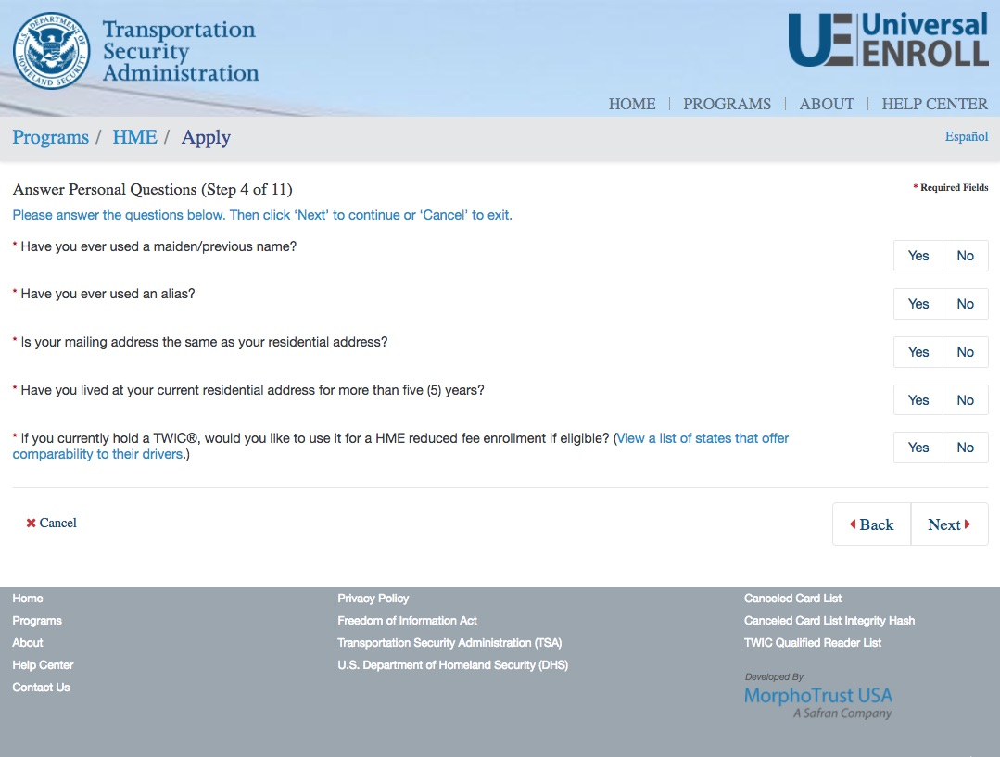 U.S. DEPARTMENT OF
HOMELAND SECURITY
Transportation
Security
Administration
UE Universal
ENROLL
HOME | PROGRAMS | ABOUT | HELP CENTER
Programs / HME / Apply
Español
Answer Personal Questions (Step 4 of 11)
* Required Fields
Please answer the questions below. Then click ‘Next’ to continue or ‘Cancel’ to exit.
* Have you ever used a maiden/previous name?
Yes No
* Have you ever used an alias?
Yes No
* Is your mailing address the same as your residential address?
Yes No
* Have you lived at your current residential address for more than five (5) years?
Yes No
* If you currently hold a TWIC®, would you like to use it for a HME reduced fee enrollment if eligible? (View a list of states that offer
comparability to their drivers.)
Yes No
Cancel
Back Next
Home
Programs
About
Help Center
Contact Us
Privacy Policy
Freedom of Information Act
Transportation Security Administration (TSA)
U.S. Department of Homeland Security (DHS)
Canceled Card List
Canceled Card List Integrity Hash
TWIC Qualified Reader List
Developed By
MorphoTrust USA
A Safran Company